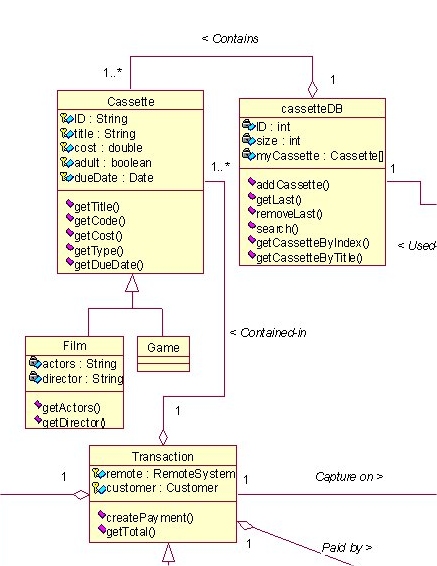 < Contains
1..*
1
Cassette
ID : String
title : String
cost : double
adult : boolean
dueDate : Date
getTitle()
getCode()
getCost()
getType()
getDueDate()
1..*
cassetteDB
ID : int
size : int
myCassette : Cassette[]
addCassette()
getLast()
removeLast()
search()
getCassetteByIndex()
getCassetteByTitle()
1
< Used-
Film
actors : String
director : String
getActors()
getDirector()
Game
< Contained-in
1
Transaction
remote : RemoteSystem
customer : Customer
createPayment()
getTotal()
1
1
Capture on >
1
Paid by >